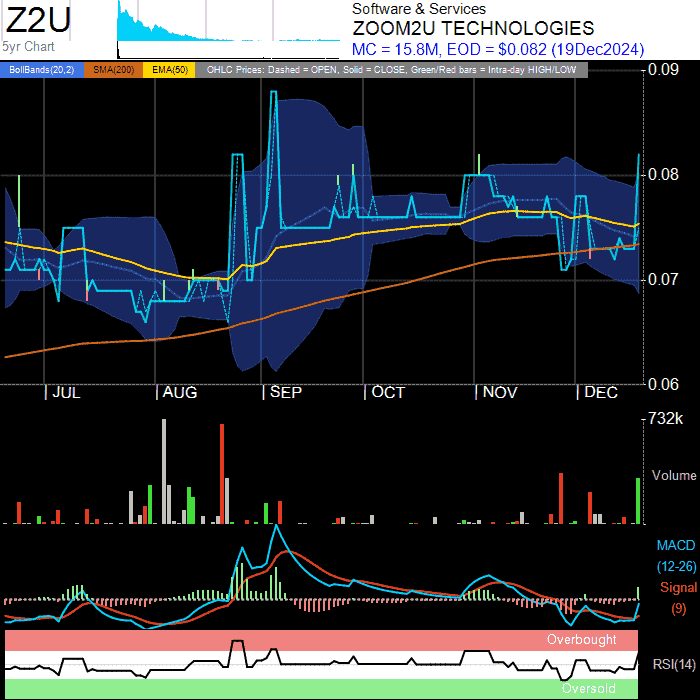 Z2U
5yr Chart
Software & Services
ZOOM2U TECHNOLOGIES
MC = 15.8M, EOD = $0.082 (19Dec2024)
BollBands(20,2) SMA(200) EMA(50) OHLC Prices: Dashed = OPEN, Solid = CLOSE, Green/Red bars = Intra-day HIGH/LOW
0.09
0.08
0.07
0.06
JUL AUG SEP OCT NOV DEC
732k
Volume
MACD
(12-26)
Signal
(9)
Overbought
RSI(14)
Oversold